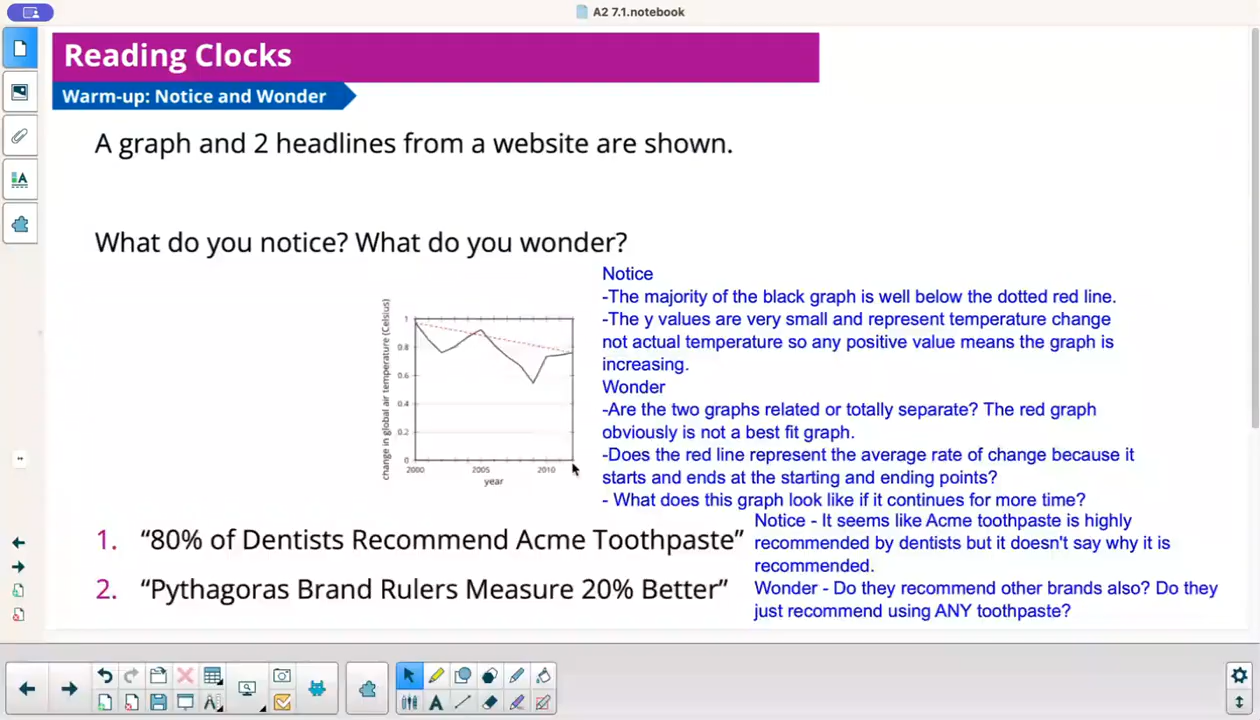 A2 7.1.notebook
Reading Clocks
Warm-up: Notice and Wonder
A graph and 2 headlines from a website are shown.
What do you notice? What do you wonder?
Notice
-The majority of the black graph is well below the dotted red line.
-The y values are very small and represent temperature change
not actual temperature so any positive value means the graph is
increasing.
Wonder
-Are the two graphs related or totally separate? The red graph
obviously is not a best fit graph.
-Does the red line represent the average rate of change because it
starts and ends at the starting and ending points?
- What does this graph look like if it continues for more time?
change in global air temperature (Celsius)
1
0.8
0.6
0.4
0.2
0
2000 2005 2010
year
1. “80% of Dentists Recommend Acme Toothpaste”
2. “Pythagoras Brand Rulers Measure 20% Better”
Notice - It seems like Acme toothpaste is highly
recommended by dentists but it doesn't say why it is
recommended.
Wonder - Do they recommend other brands also? Do they
just recommend using ANY toothpaste?